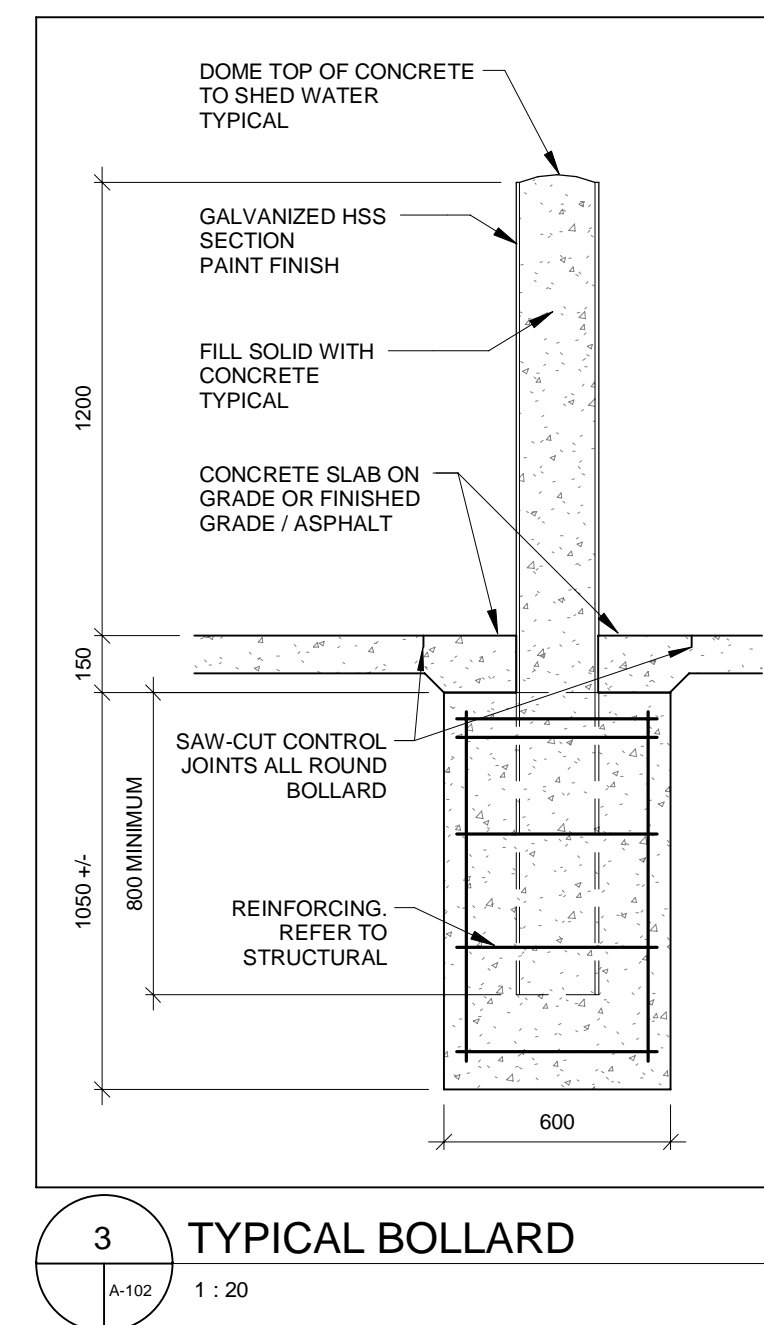 DOME TOP OF CONCRETE
TO SHED WATER
TYPICAL
GALVANIZED HSS
SECTION
PAINT FINISH
FILL SOLID WITH
CONCRETE
TYPICAL
1200
CONCRETE SLAB ON
GRADE OR FINISHED
GRADE / ASPHALT
150
SAW-CUT CONTROL
JOINTS ALL ROUND
BOLLARD
800 MINIMUM
1050 +/-
REINFORCING.
REFER TO
STRUCTURAL
600
3
TYPICAL BOLLARD
A-102
1 : 20